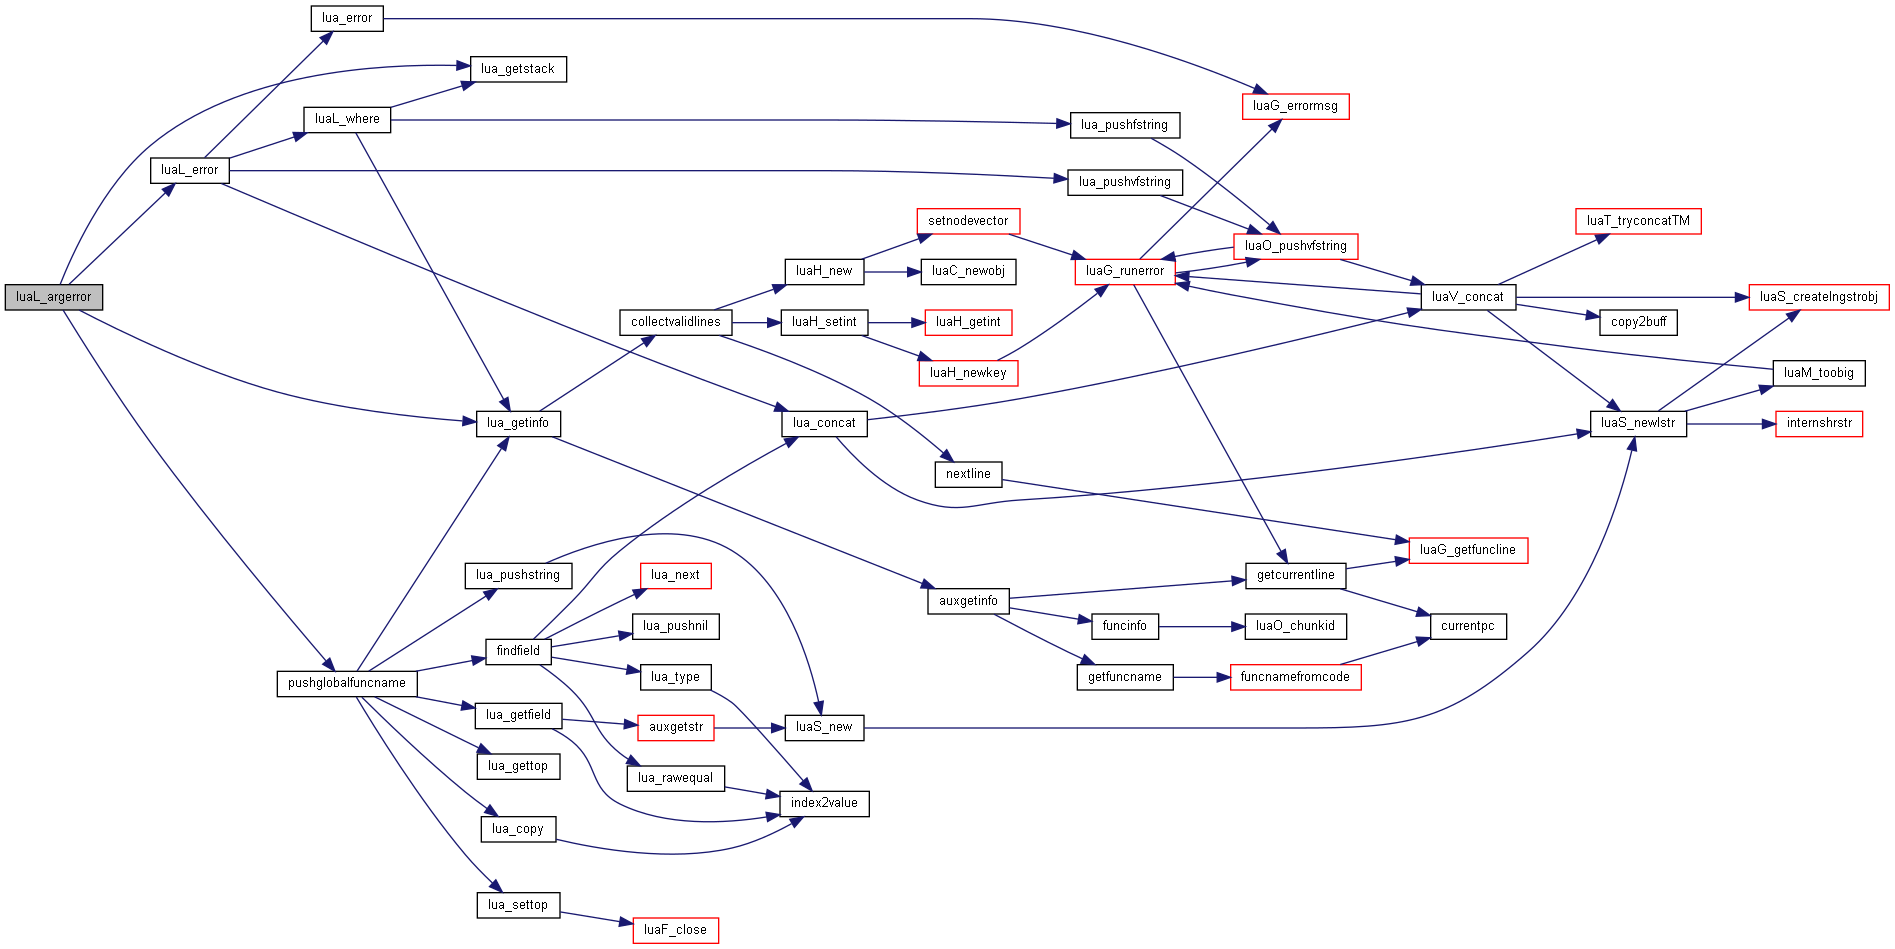 lua_error
lua_getstack
luaG_errormsg
luaL_where
lua_pushfstring
luaL_error
lua_pushvfstring
setnodevector
luaT_tryconcatTM
luaO_pushvfstring
luaH_new
luaC_newobj
luaG_runerror
luaL_argerror
luaV_concat
luaS_createlngstrobj
collectvalidlines
luaH_setint
luaH_getint
copy2buff
luaH_newkey
luaM_toobig
lua_getinfo
lua_concat
luaS_newlstr
internshrstr
nextline
luaG_getfuncline
lua_pushstring
lua_next
getcurrentline
auxgetinfo
lua_pushnil
funcinfo
luaO_chunkid
currentpc
findfield
lua_type
getfuncname
funcnamefromcode
pushglobalfuncname
lua_getfield
auxgetstr
luaS_new
lua_gettop
lua_rawequal
index2value
lua_copy
lua_settop
luaF_close